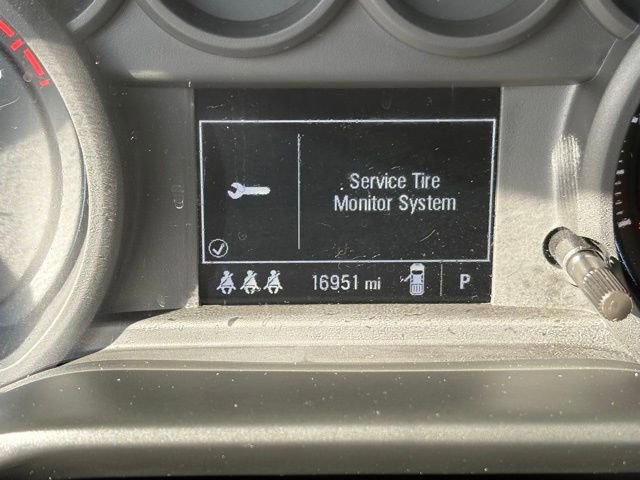 Service Tire
Monitor System
16951 mi
P